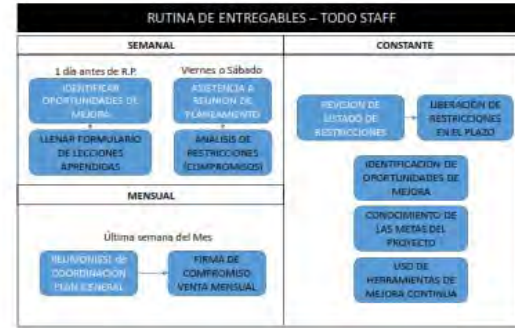 RUTINA DE ENTREGABLES – TODO STAFF
SEMANAL
1 día antes de R.P.
IDENTIFICAR
OPORTUNIDADES DE
MEJORA
LLENAR FORMULARIO
DE LECCIONES
APRENDIDAS
Viernes o Sábado
ASISTENCIA A
REUNION DE
PLANEAMIENTO
ANALISIS DE
RESTRICCIONES
(COMPROMISOS)
MENSUAL
Última semana del Mes
REUNION(ES) de
COORDINACION
PLAN GENERAL
FIRMA DE
COMPROMISO
VENTA MENSUAL
CONSTANTE
REVISION DE
LISTADO DE
RESTRICCIONES
LIBERACIÓN DE
RESTRICCIONES
EN EL PLAZO
IDENTIFICACION DE
OPORTUNIDADES DE
MEJORA
CONOCIMIENTO DE
LAS METAS DEL
PROYECTO
USO DE
HERRAMIENTAS DE
MEJORA CONTINUA